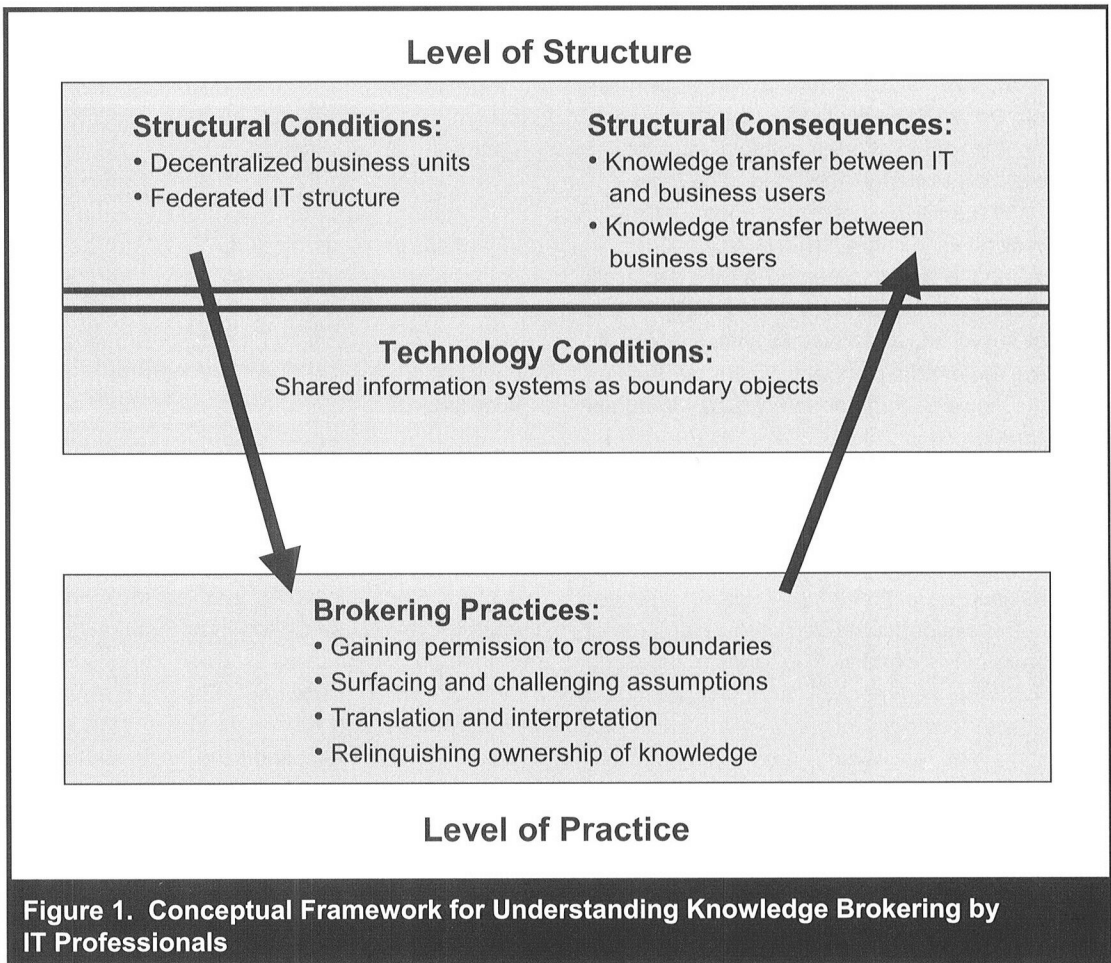 Level of Structure
Structural Conditions:
• Decentralized business units
• Federated IT structure
Structural Consequences:
• Knowledge transfer between IT
and business users
• Knowledge transfer between
business users
Technology Conditions:
Shared information systems as boundary objects
Brokering Practices:
• Gaining permission to cross boundaries
• Surfacing and challenging assumptions
• Translation and interpretation
• Relinquishing ownership of knowledge
Level of Practice
Figure 1. Conceptual Framework for Understanding Knowledge Brokering by
IT Professionals